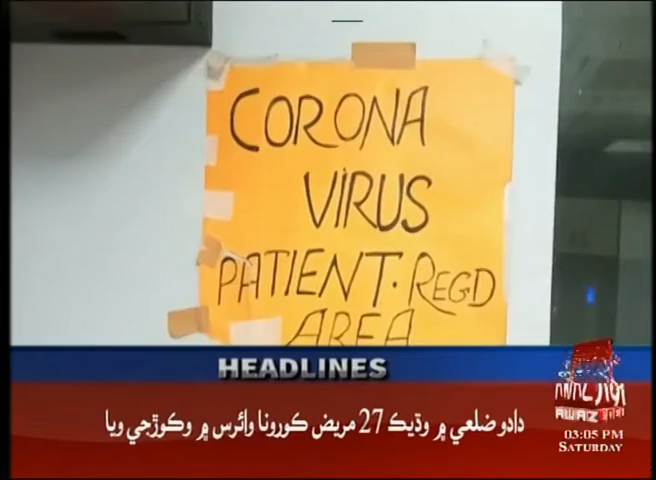 CORONA
VIRUS
PATIENT. REGD
AREA
HEADLINES
دادو ضلعي ۾ وڌيڪ 27 مريض ڪورونا وائرس ۾ وڪوڙجي ويا
AWAZ
03:05 PM
SATURDAY